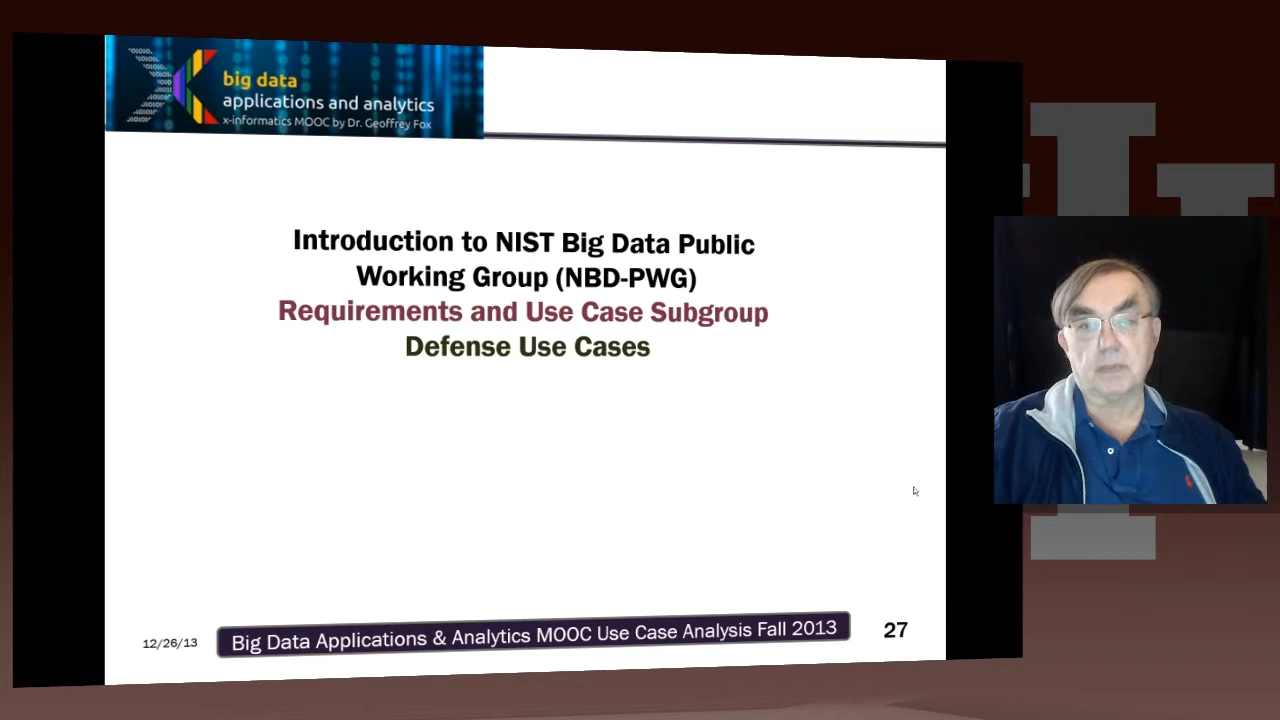 big data
applications and analytics
x-informatics MOOC by Dr. Geoffrey Fox
Introduction to NIST Big Data Public
Working Group (NBD-PWG)
Requirements and Use Case Subgroup
Defense Use Cases
12/26/13
Big Data Applications & Analytics MOOC Use Case Analysis Fall 2013
27